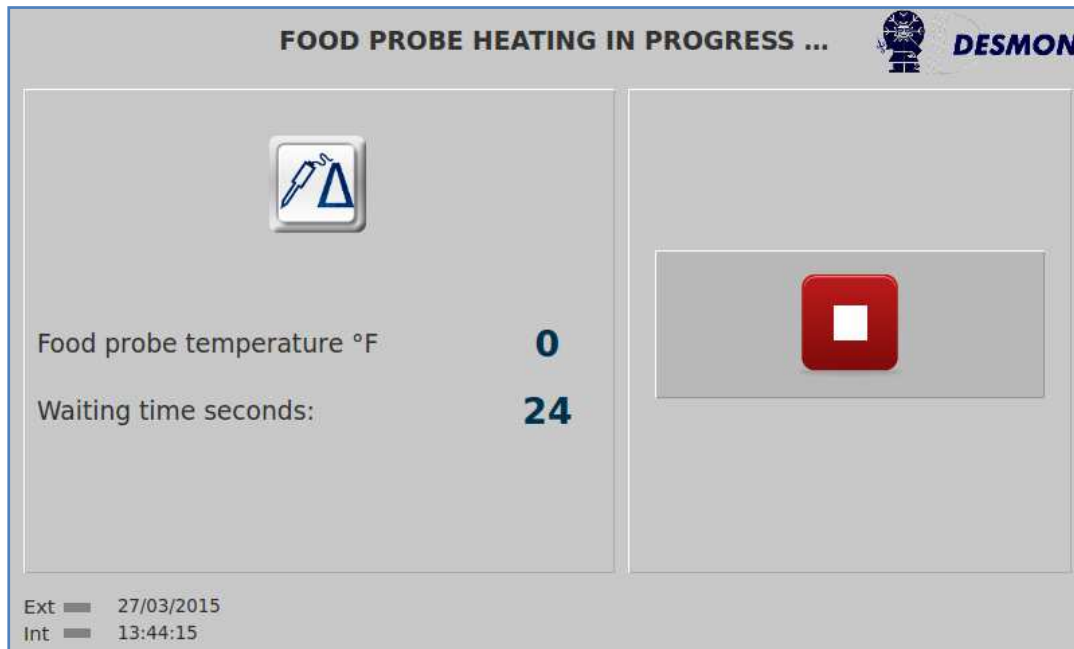 FOOD PROBE HEATING IN PROGRESS ...
DESMON
Food probe temperature °F 0
Waiting time seconds: 24
Ext 27/03/2015
Int 13:44:15